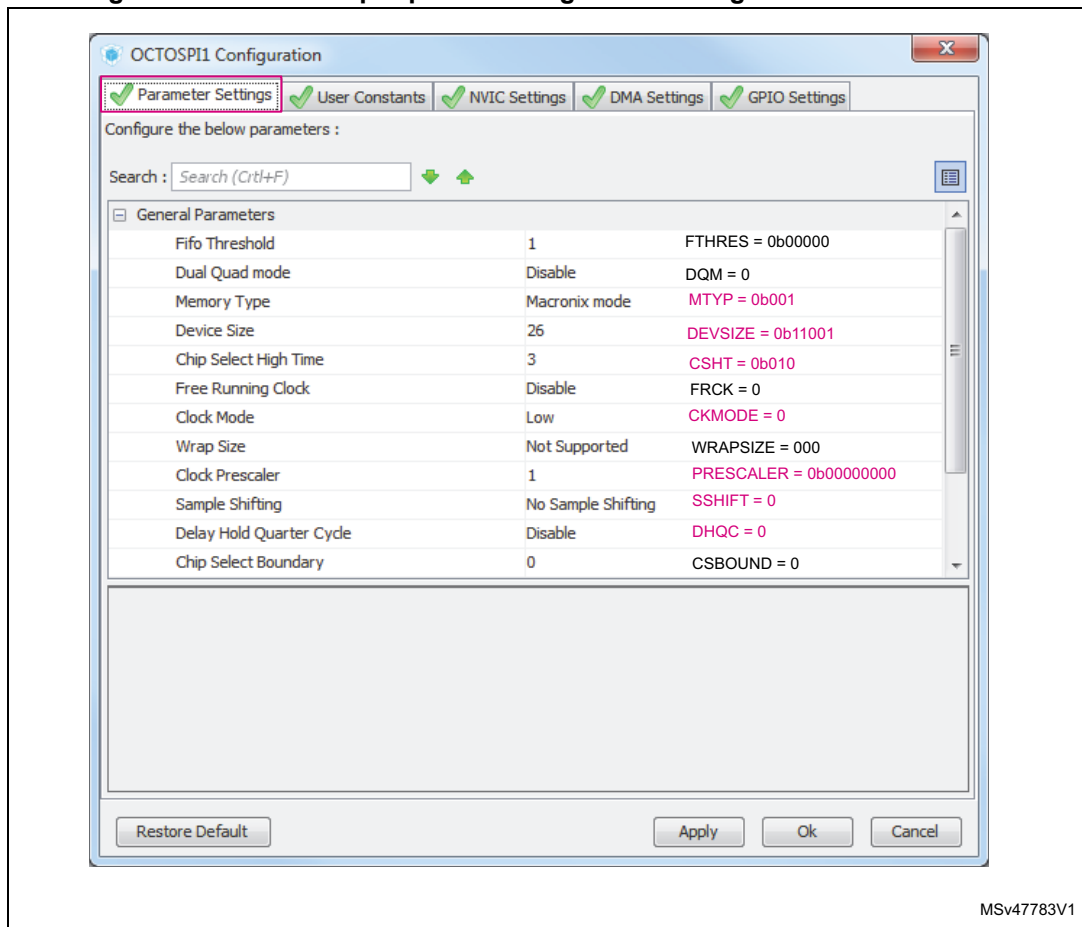 OCTOSPI1 Configuration
X
Parameter Settings User Constants NVIC Settings DMA Settings GPIO Settings
Configure the below parameters :
Search : Search (Crtl+F)
General Parameters
Fifo Threshold 1 FTHRES = 0b00000
Dual Quad mode Disable DQM = 0
Memory Type Macronix mode MTYP = 0b001
Device Size 26 DEVSIZE = 0b11001
Chip Select High Time 3 CSHT = 0b010
Free Running Clock Disable FRCK = 0
Clock Mode Low CKMODE = 0
Wrap Size Not Supported WRAPSIZE = 000
Clock Prescaler 1 PRESCALER = 0b00000000
Sample Shifting No Sample Shifting SSHIFT = 0
Delay Hold Quarter Cycle Disable DHQC = 0
Chip Select Boundary 0 CSBOUND = 0
Restore Default Apply Ok Cancel
MSv47783V1